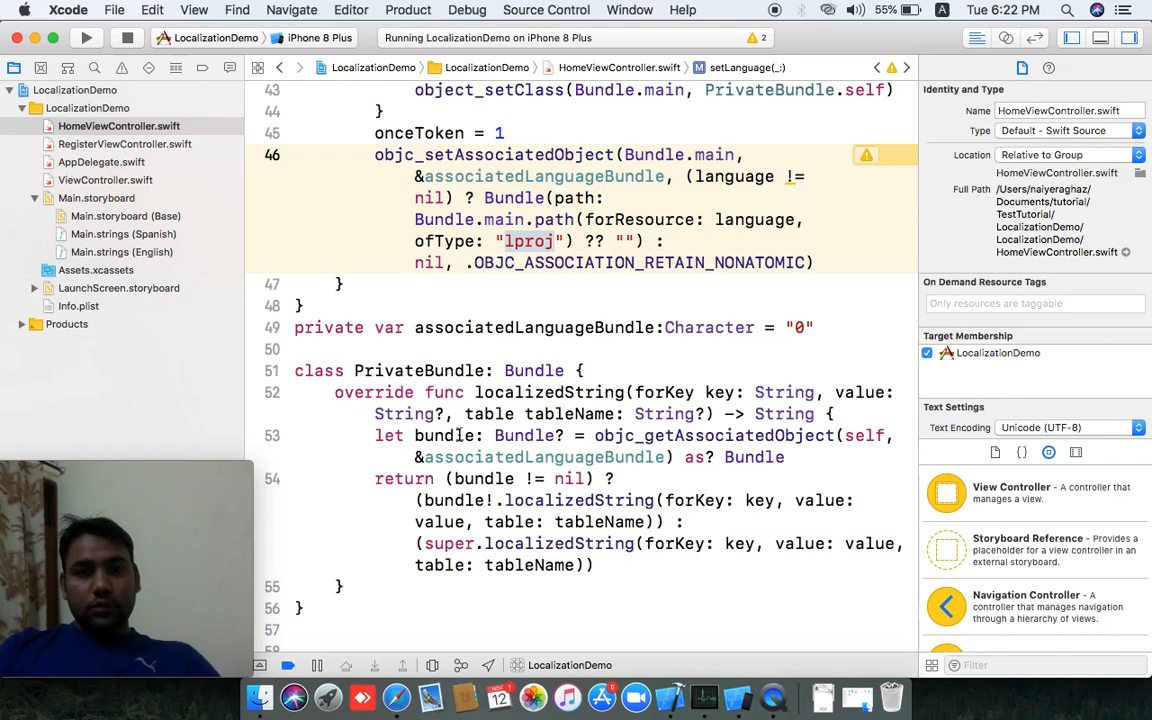 Xcode File Edit View Find Navigate Editor Product Debug Source Control Window Help 55% A Tue 6:22 PM
LocalizationDemo iPhone 8 Plus Running LocalizationDemo on iPhone 8 Plus 2
LocalizationDemo LocalizationDemo HomeViewController.swift setLanguage(_:)
LocalizationDemo
LocalizationDemo
HomeViewController.swift
RegisterViewController.swift
AppDelegate.swift
ViewController.swift
Main.storyboard
Main.storyboard (Base)
Main.strings (Spanish)
Main.strings (English)
Assets.xcassets
LaunchScreen.storyboard
Info.plist
Products
43 object_setClass(Bundle.main, PrivateBundle.self)
44 }
45 onceToken = 1
46 objc_setAssociatedObject(Bundle.main,
&associatedLanguageBundle, (language !=
nil) ? Bundle(path:
Bundle.main.path(forResource: language,
ofType: "lproj") ?? "") :
nil, .OBJC_ASSOCIATION_RETAIN_NONATOMIC)
47 }
48 }
49 private var associatedLanguageBundle:Character = "0"
50
51 class PrivateBundle: Bundle {
52 override func localizedString(forKey key: String, value:
String?, table tableName: String?) -> String {
53 let bundle: Bundle? = objc_getAssociatedObject(self,
&associatedLanguageBundle) as? Bundle
54 return (bundle != nil) ?
(bundle!.localizedString(forKey: key, value:
value, table: tableName)) :
(super.localizedString(forKey: key, value: value,
table: tableName))
55 }
56 }
57
LocalizationDemo
Identity and Type
Name HomeViewController.swift
Type Default - Swift Source
Location Relative to Group
HomeViewController.swift
Full Path /Users/naiyeraghaz/
Documents/tutorial/
TestTutorial/
LocalizationDemo/
LocalizationDemo/
HomeViewController.swift
On Demand Resource Tags
Only resources are taggable
Target Membership
LocalizationDemo
Text Settings
Text Encoding Unicode (UTF-8)
View Controller - A controller
that manages a view.
Storyboard Reference - Provides a
placeholder for a view controller in an
external storyboard.
Navigation Controller - A
controller that manages navigation
through a hierarchy of views.
Filter